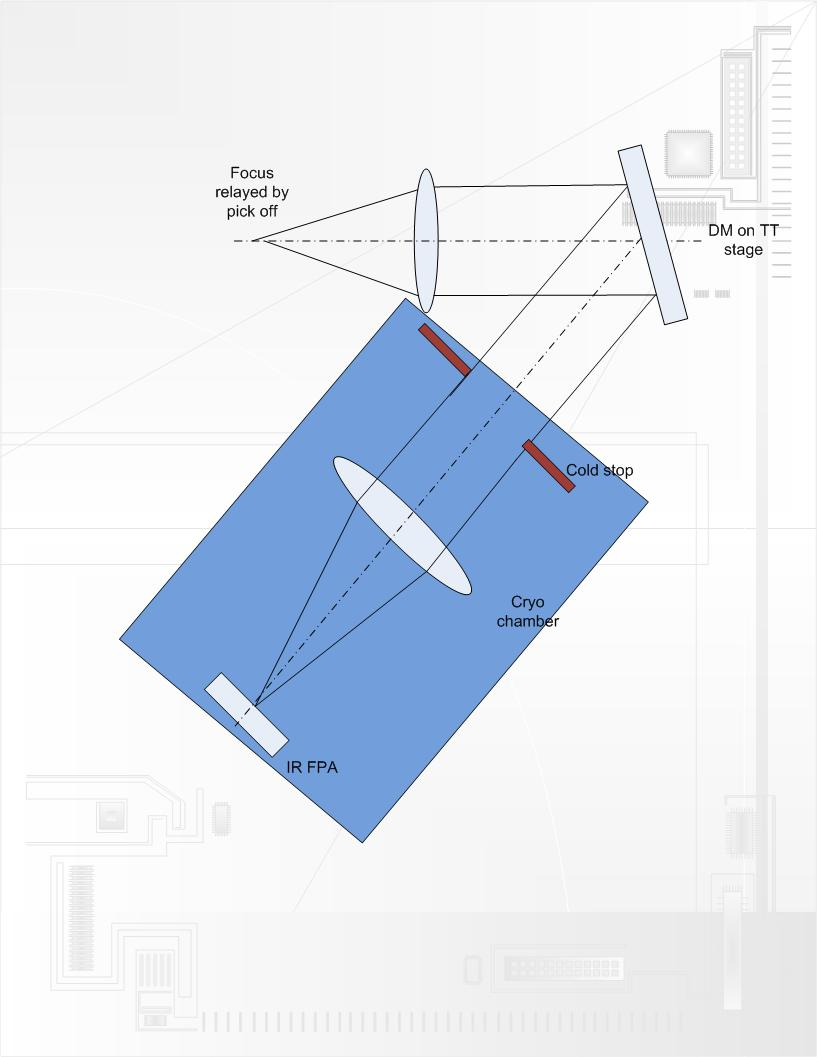 Focus
relayed by
pick off
DM on TT
stage
Cold stop
Cryo
chamber
IR FPA